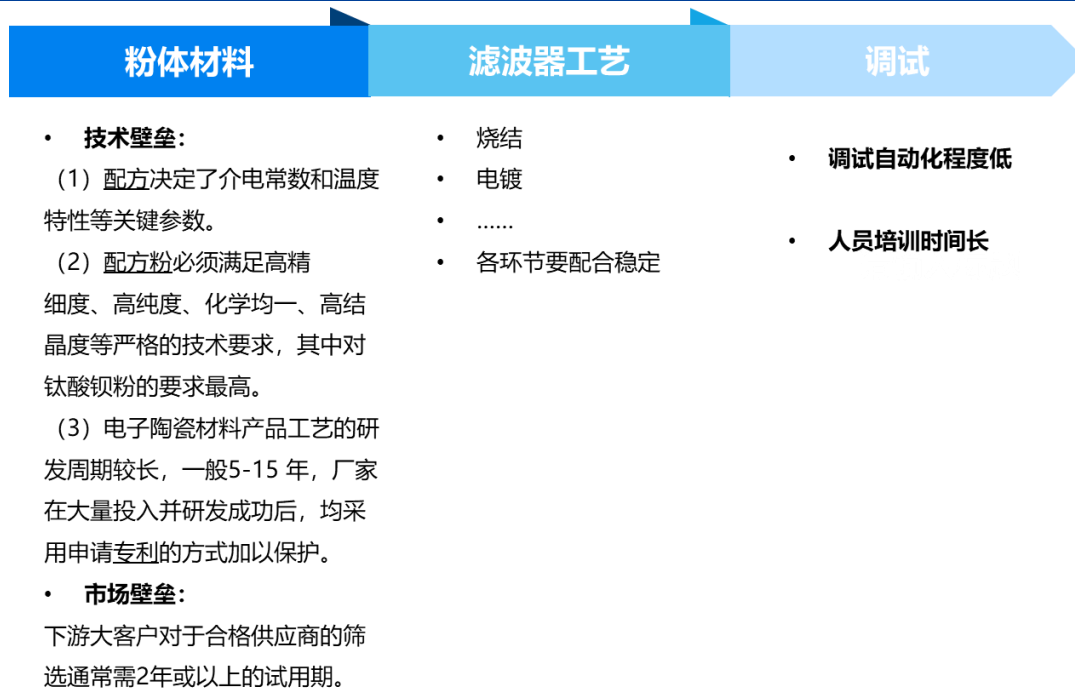 粉体材料
滤波器工艺
调试
• 技术壁垒：
（1）配方决定了介电常数和温度
特性等关键参数。
（2）配方粉必须满足高精
细度、高纯度、化学均一、高结
晶度等严格的技术要求，其中对
钛酸钡粉的要求最高。
（3）电子陶瓷材料产品工艺的研
发周期较长，一般5-15 年，厂家
在大量投入并研发成功后，均采
用申请专利的方式加以保护。
• 市场壁垒：
下游大客户对于合格供应商的筛
选通常需2年或以上的试用期。
• 烧结
• 电镀
• ......
• 各环节要配合稳定
• 调试自动化程度低
• 人员培训时间长